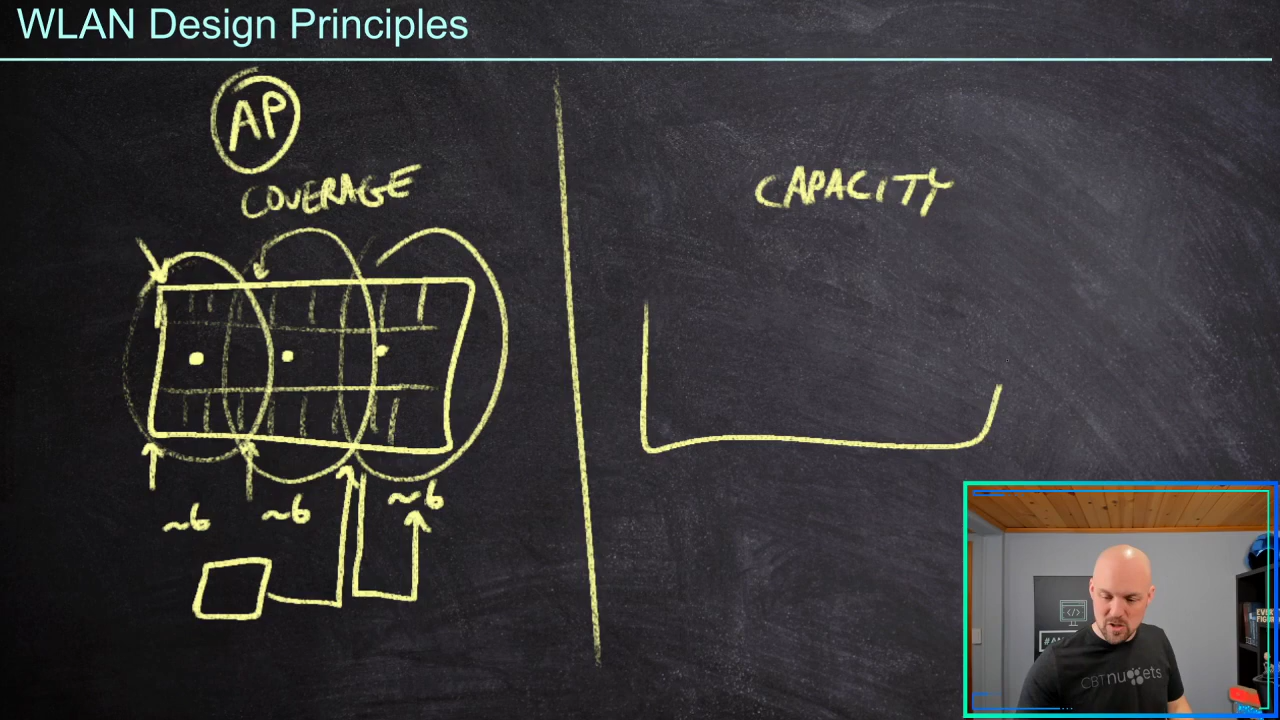 WLAN Design Principles
AP
COVERAGE
CAPACITY
~6 ~6 ~6
</>
CBTnuggets